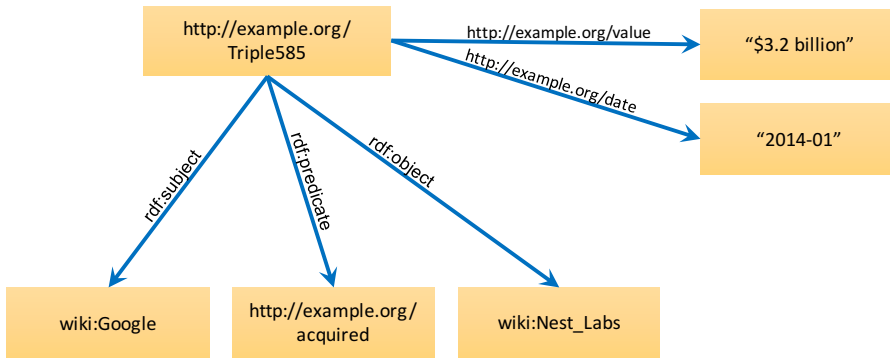 http://example.org/
Triple585
http://example.org/value
“$3.2 billion”
http://example.org/date
“2014-01”
rdf:subject
rdf:predicate
rdf:object
wiki:Google
http://example.org/
acquired
wiki:Nest_Labs